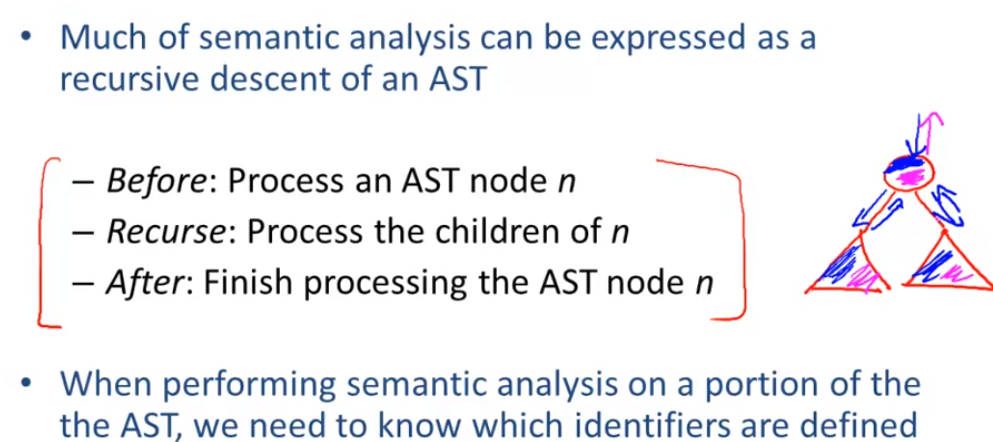 • Much of semantic analysis can be expressed as a
recursive descent of an AST
– Before: Process an AST node n
– Recurse: Process the children of n
– After: Finish processing the AST node n
• When performing semantic analysis on a portion of the
the AST, we need to know which identifiers are defined